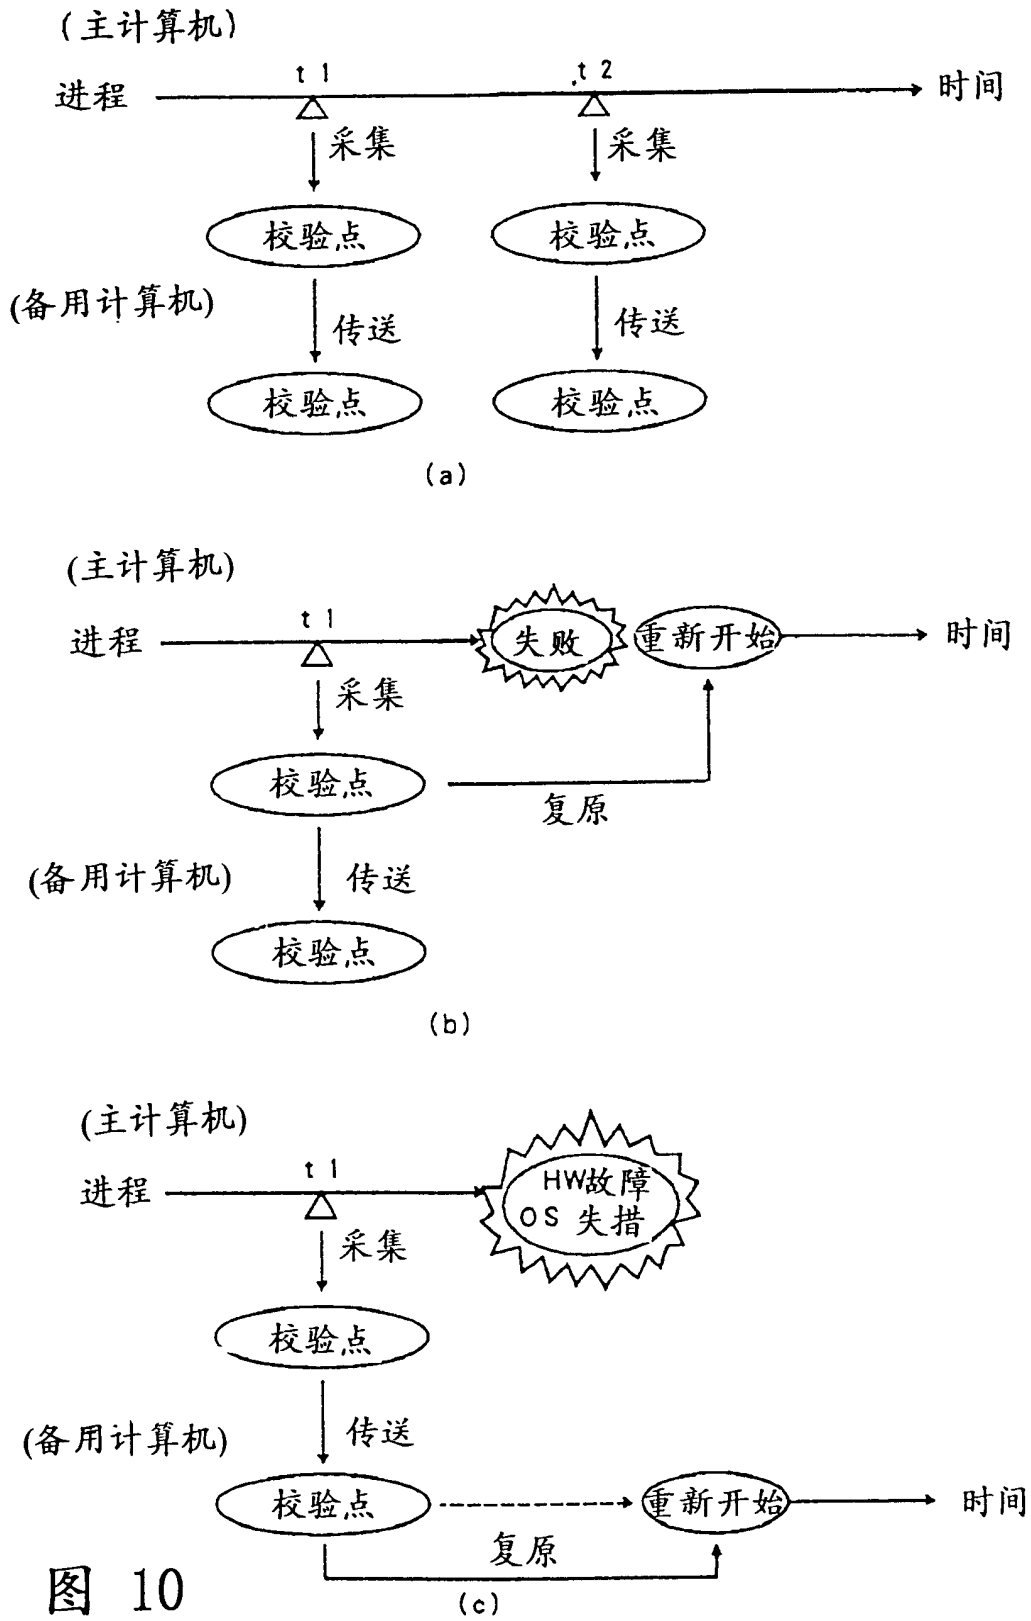 (主计算机)
t1 t2
进程 时间
采集 采集
校验点 校验点
(备用计算机)
传送 传送
校验点 校验点
(a)
(主计算机)
t1
进程 失败 重新开始 时间
采集
校验点
复原
(备用计算机) 传送
校验点
(b)
(主计算机)
t1
进程 HW故障
OS 失措
采集
校验点
(备用计算机) 传送
校验点 重新开始 时间
复原
图 10 (c)